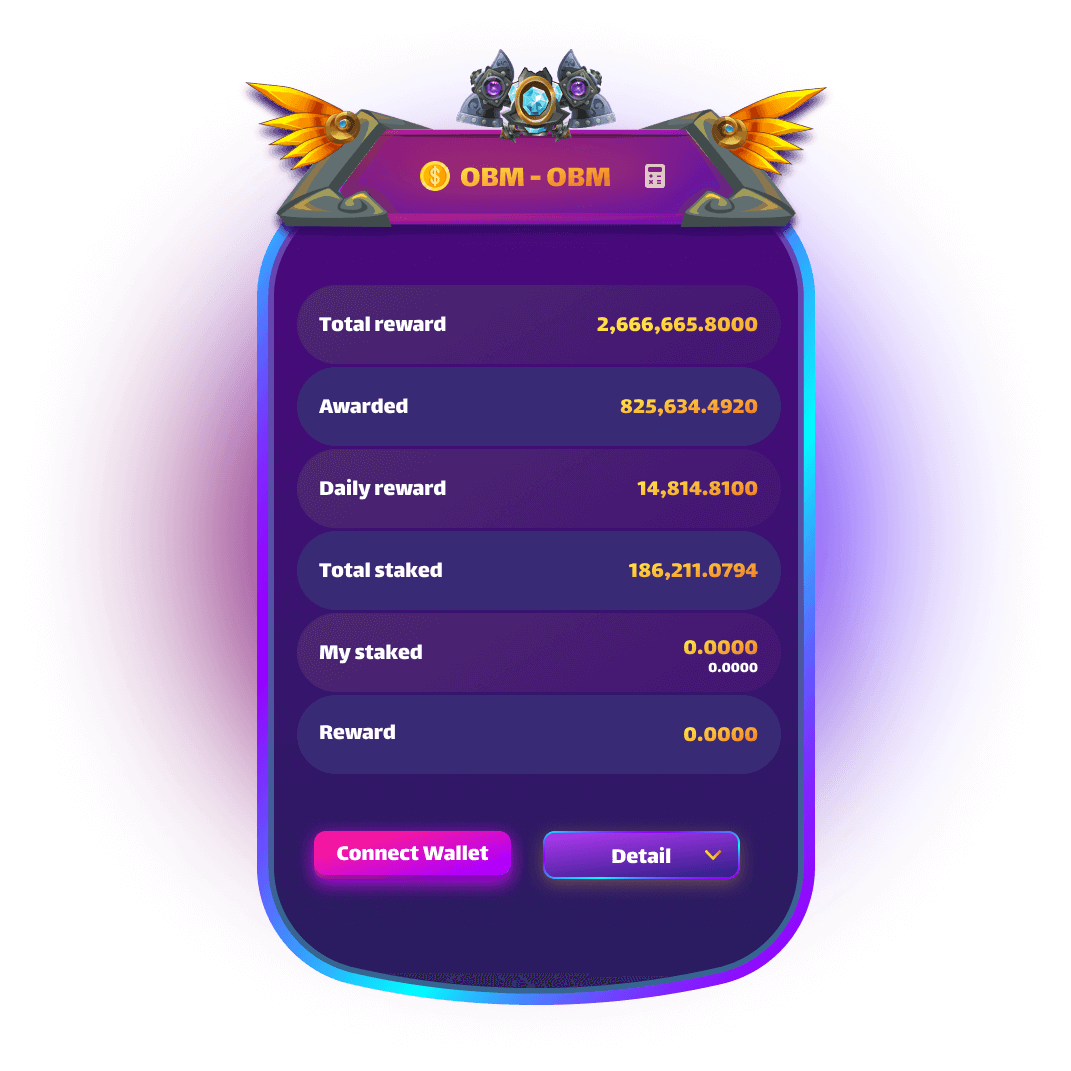 OBM - OBM
Total reward 2,666,665.8000
Awarded 825,634.4920
Daily reward 14,814.8100
Total staked 186,211.0794
My staked 0.0000
0.0000
Reward 0.0000
Connect Wallet Detail